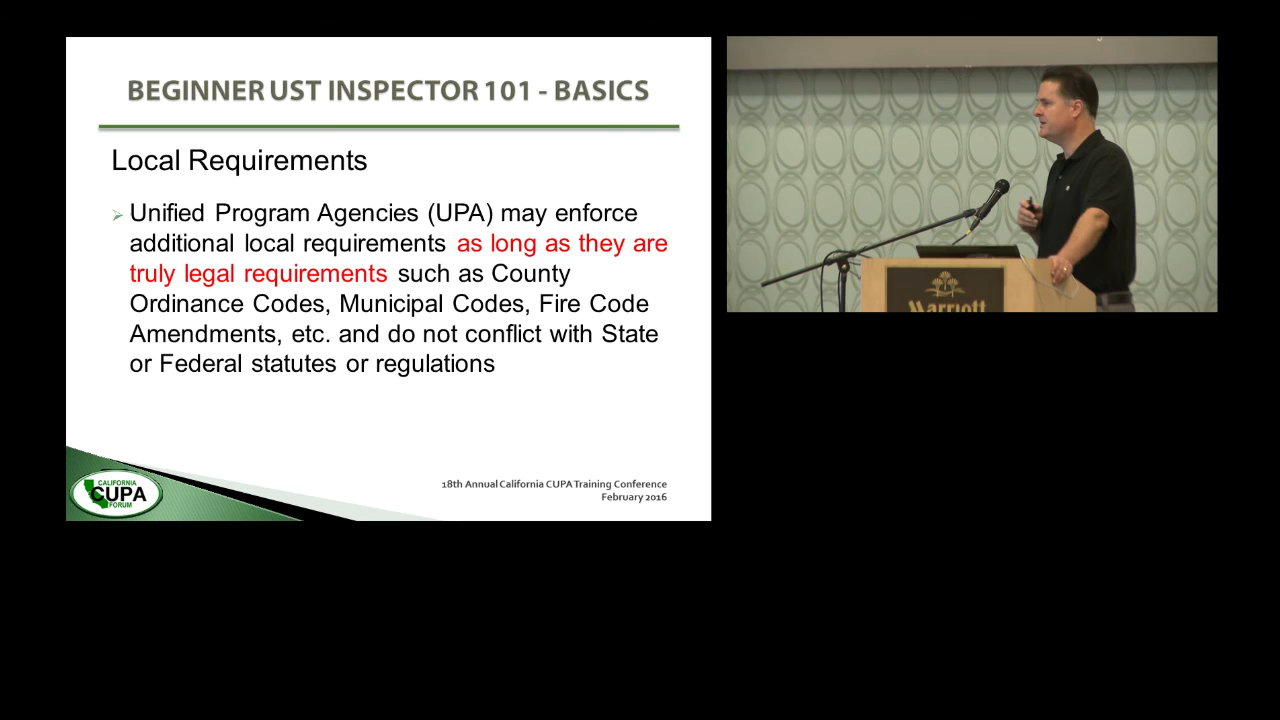 BEGINNER UST INSPECTOR 101 - BASICS
Local Requirements
Unified Program Agencies (UPA) may enforce
additional local requirements as long as they are
truly legal requirements such as County
Ordinance Codes, Municipal Codes, Fire Code
Amendments, etc. and do not conflict with State
or Federal statutes or regulations
18th Annual California CUPA Training Conference
February 2016
CALIFORNIA
CUPA
FORUM
Marriott